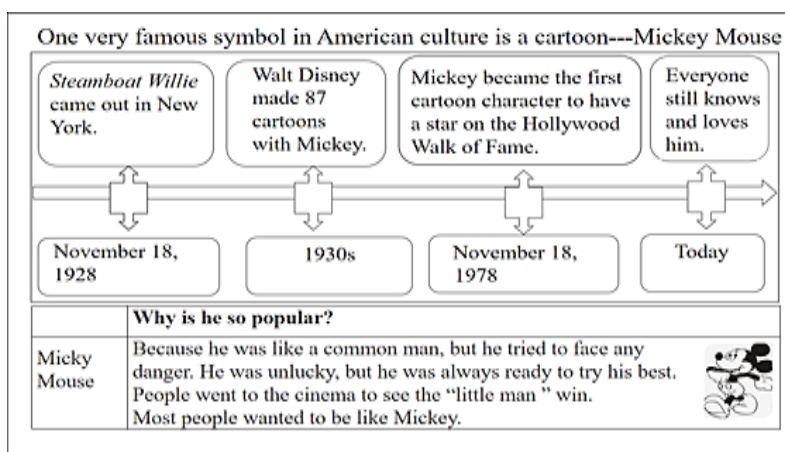 One very famous symbol in American culture is a cartoon---Mickey Mouse
Steamboat Willie
came out in New
York.
Walt Disney
made 87
cartoons
with Mickey.
Mickey became the first
cartoon character to have
a star on the Hollywood
Walk of Fame.
Everyone
still knows
and loves
him.
November 18,
1928
1930s
November 18,
1978
Today
Why is he so popular?
Micky
Mouse
Because he was like a common man, but he tried to face any
danger. He was unlucky, but he was always ready to try his best.
People went to the cinema to see the “little man ” win.
Most people wanted to be like Mickey.